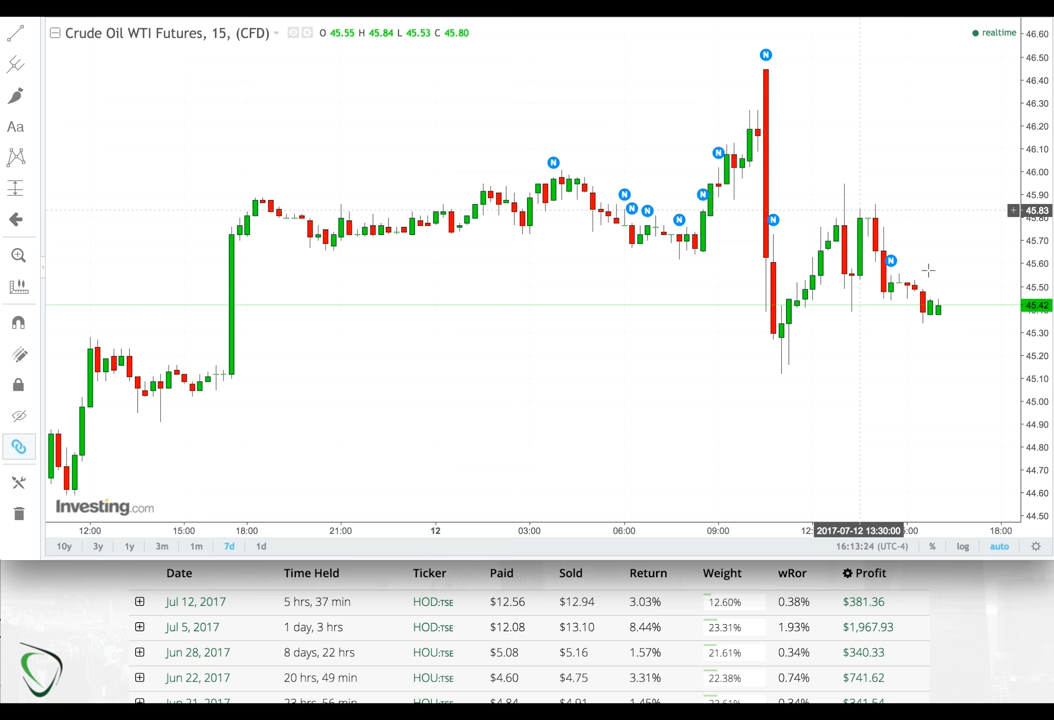 Crude Oil WTI Futures, 15, (CFD) O 45.55 H 45.84 L 45.53 C 45.80
realtime
46.60
46.50
46.40
46.30
46.20
46.10
46.00
45.90
45.83
45.80
45.70
45.60
45.50
45.42
45.30
45.20
45.10
45.00
44.90
44.80
44.70
44.60
44.50
Aa
N
N
N
N
N
N
N
N
N
N
Investing.com
12:00 15:00 18:00 21:00 12 03:00 06:00 09:00 2017-07-12 13:30:00 18:00
10y 3y 1y 3m 1m 7d 1d 16:13:24 (UTC-4) % log auto
Date Time Held Ticker Paid Sold Return Weight wRor Profit
Jul 12, 2017 5 hrs, 37 min HOD:TSE $12.56 $12.94 3.03% 12.60% 0.38% $381.36
Jul 5, 2017 1 day, 3 hrs HOD:TSE $12.08 $13.10 8.44% 23.31% 1.93% $1,967.93
Jun 28, 2017 8 days, 22 hrs HOU:TSE $5.08 $5.16 1.57% 21.61% 0.34% $340.33
Jun 22, 2017 20 hrs, 49 min HOU:TSE $4.60 $4.75 3.31% 22.38% 0.74% $741.62